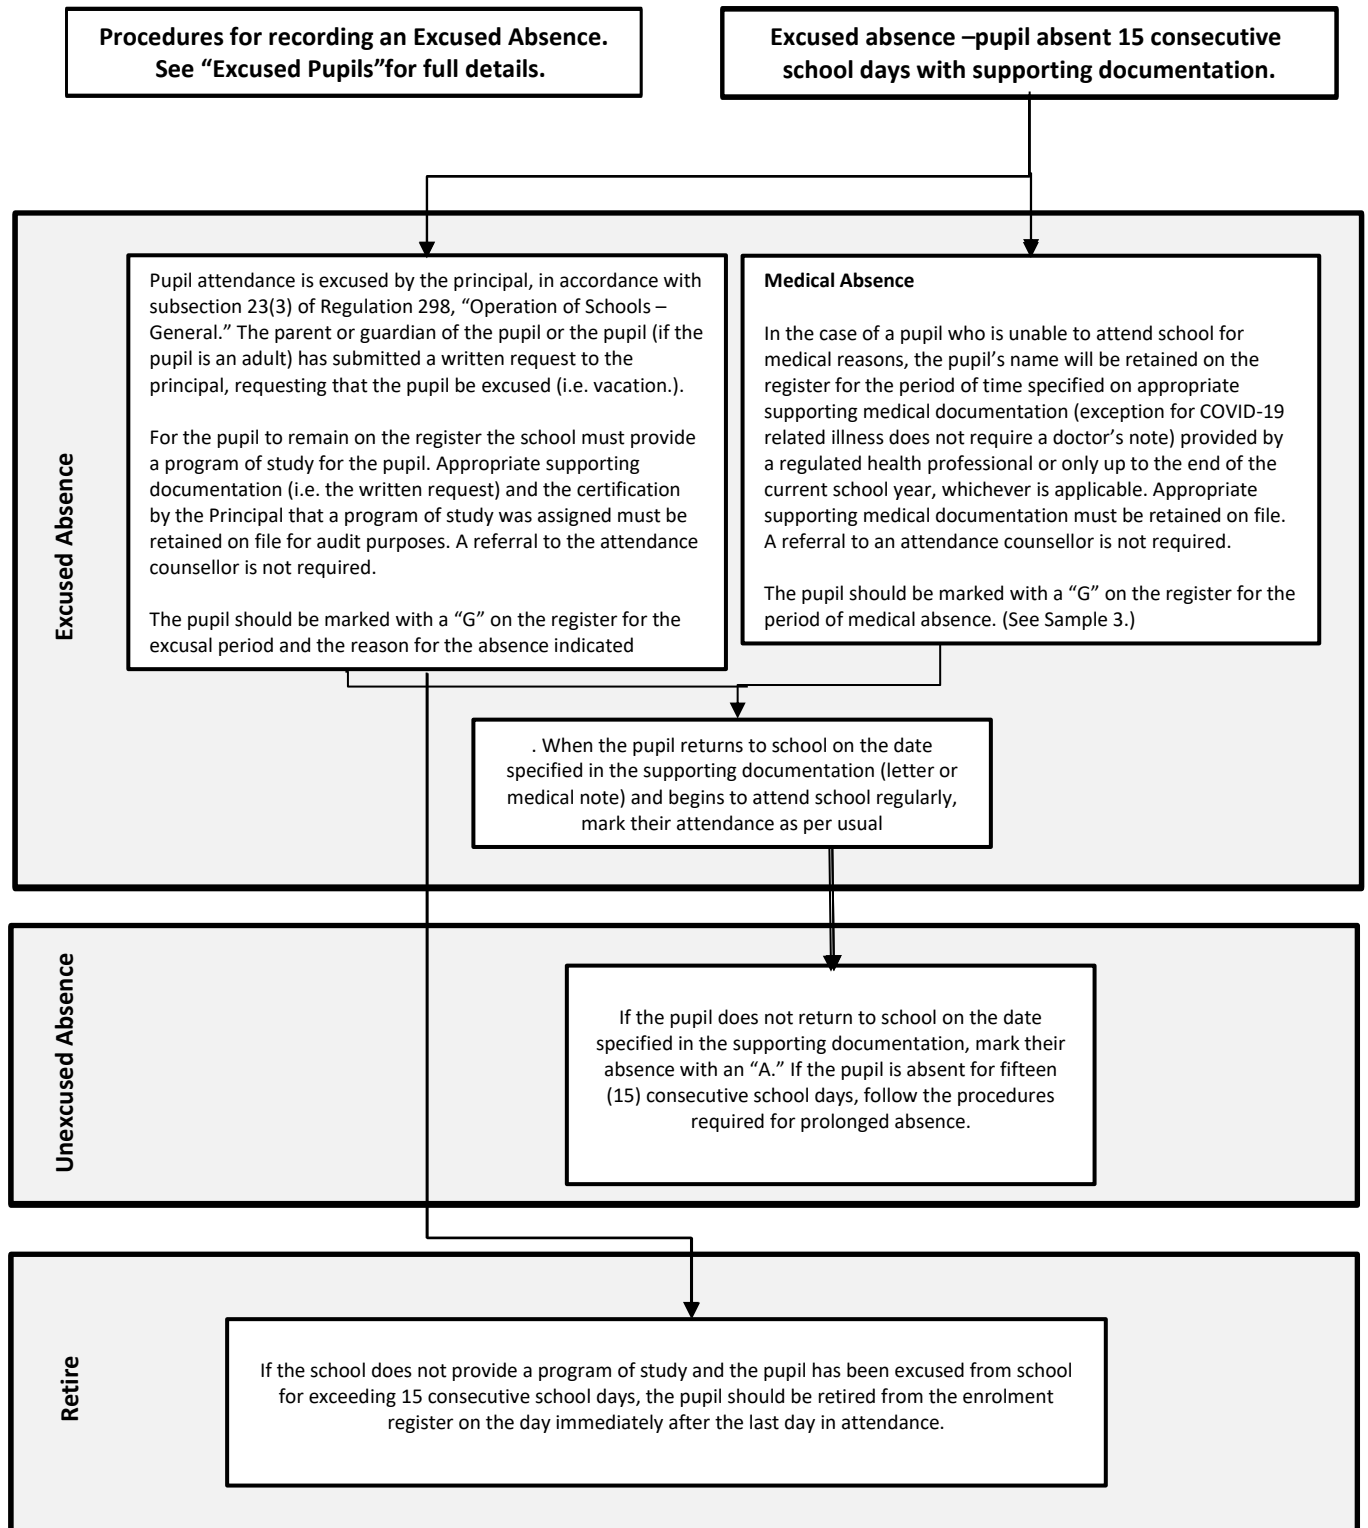 Procedures for recording an Excused Absence.
See “Excused Pupils”for full details.
Excused absence –pupil absent 15 consecutive
school days with supporting documentation.
Excused Absence
Pupil attendance is excused by the principal, in accordance with
subsection 23(3) of Regulation 298, “Operation of Schools –
General.” The parent or guardian of the pupil or the pupil (if the
pupil is an adult) has submitted a written request to the
principal, requesting that the pupil be excused (i.e. vacation.).
For the pupil to remain on the register the school must provide
a program of study for the pupil. Appropriate supporting
documentation (i.e. the written request) and the certification
by the Principal that a program of study was assigned must be
retained on file for audit purposes. A referral to the attendance
counsellor is not required.
The pupil should be marked with a “G” on the register for the
excusal period and the reason for the absence indicated
Medical Absence
In the case of a pupil who is unable to attend school for
medical reasons, the pupil’s name will be retained on the
register for the period of time specified on appropriate
supporting medical documentation (exception for COVID-19
related illness does not require a doctor’s note) provided by
a regulated health professional or only up to the end of the
current school year, whichever is applicable. Appropriate
supporting medical documentation must be retained on file.
A referral to an attendance counsellor is not required.
The pupil should be marked with a “G” on the register for the
period of medical absence. (See Sample 3.)
. When the pupil returns to school on the date
specified in the supporting documentation (letter or
medical note) and begins to attend school regularly,
mark their attendance as per usual
Unexcused Absence
If the pupil does not return to school on the date
specified in the supporting documentation, mark their
absence with an “A.” If the pupil is absent for fifteen
(15) consecutive school days, follow the procedures
required for prolonged absence.
Retire
If the school does not provide a program of study and the pupil has been excused from school
for exceeding 15 consecutive school days, the pupil should be retired from the enrolment
register on the day immediately after the last day in attendance.